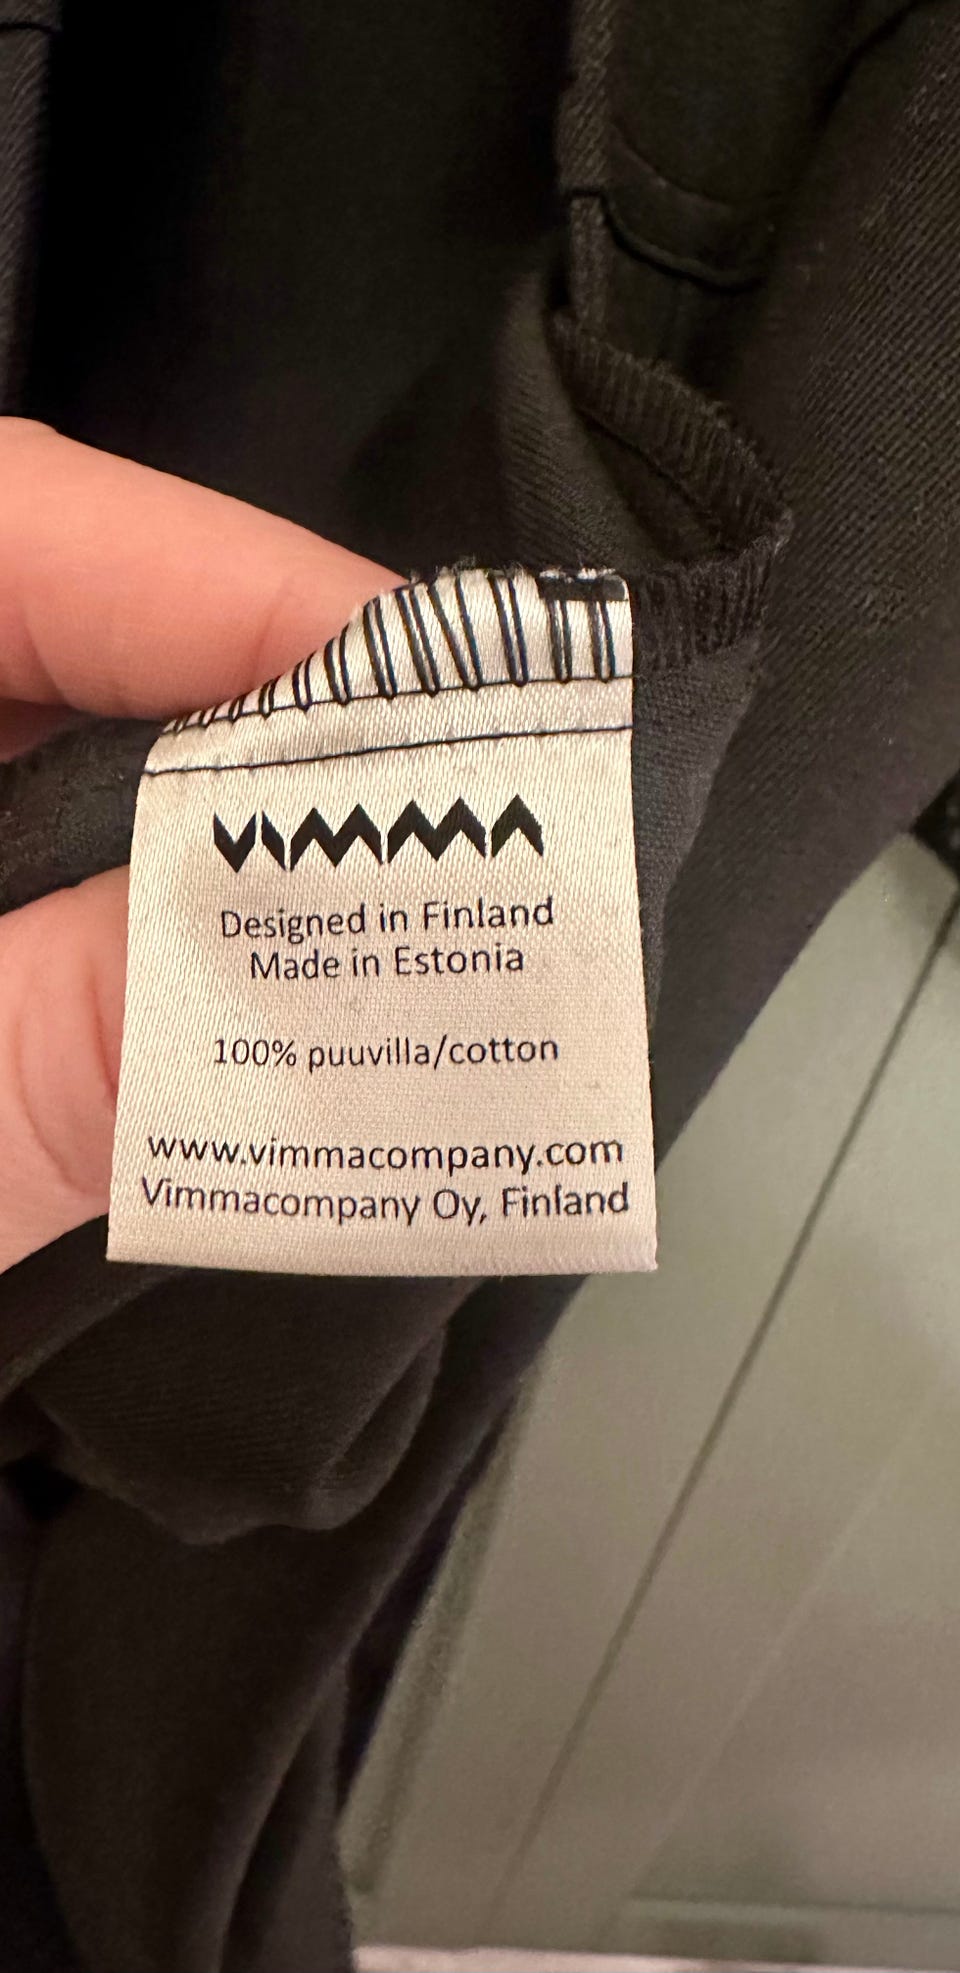 VIMMA
Designed in Finland
Made in Estonia
100% puuvilla/cotton
www.vimmacompany.com
Vimmacompany Oy, Finland